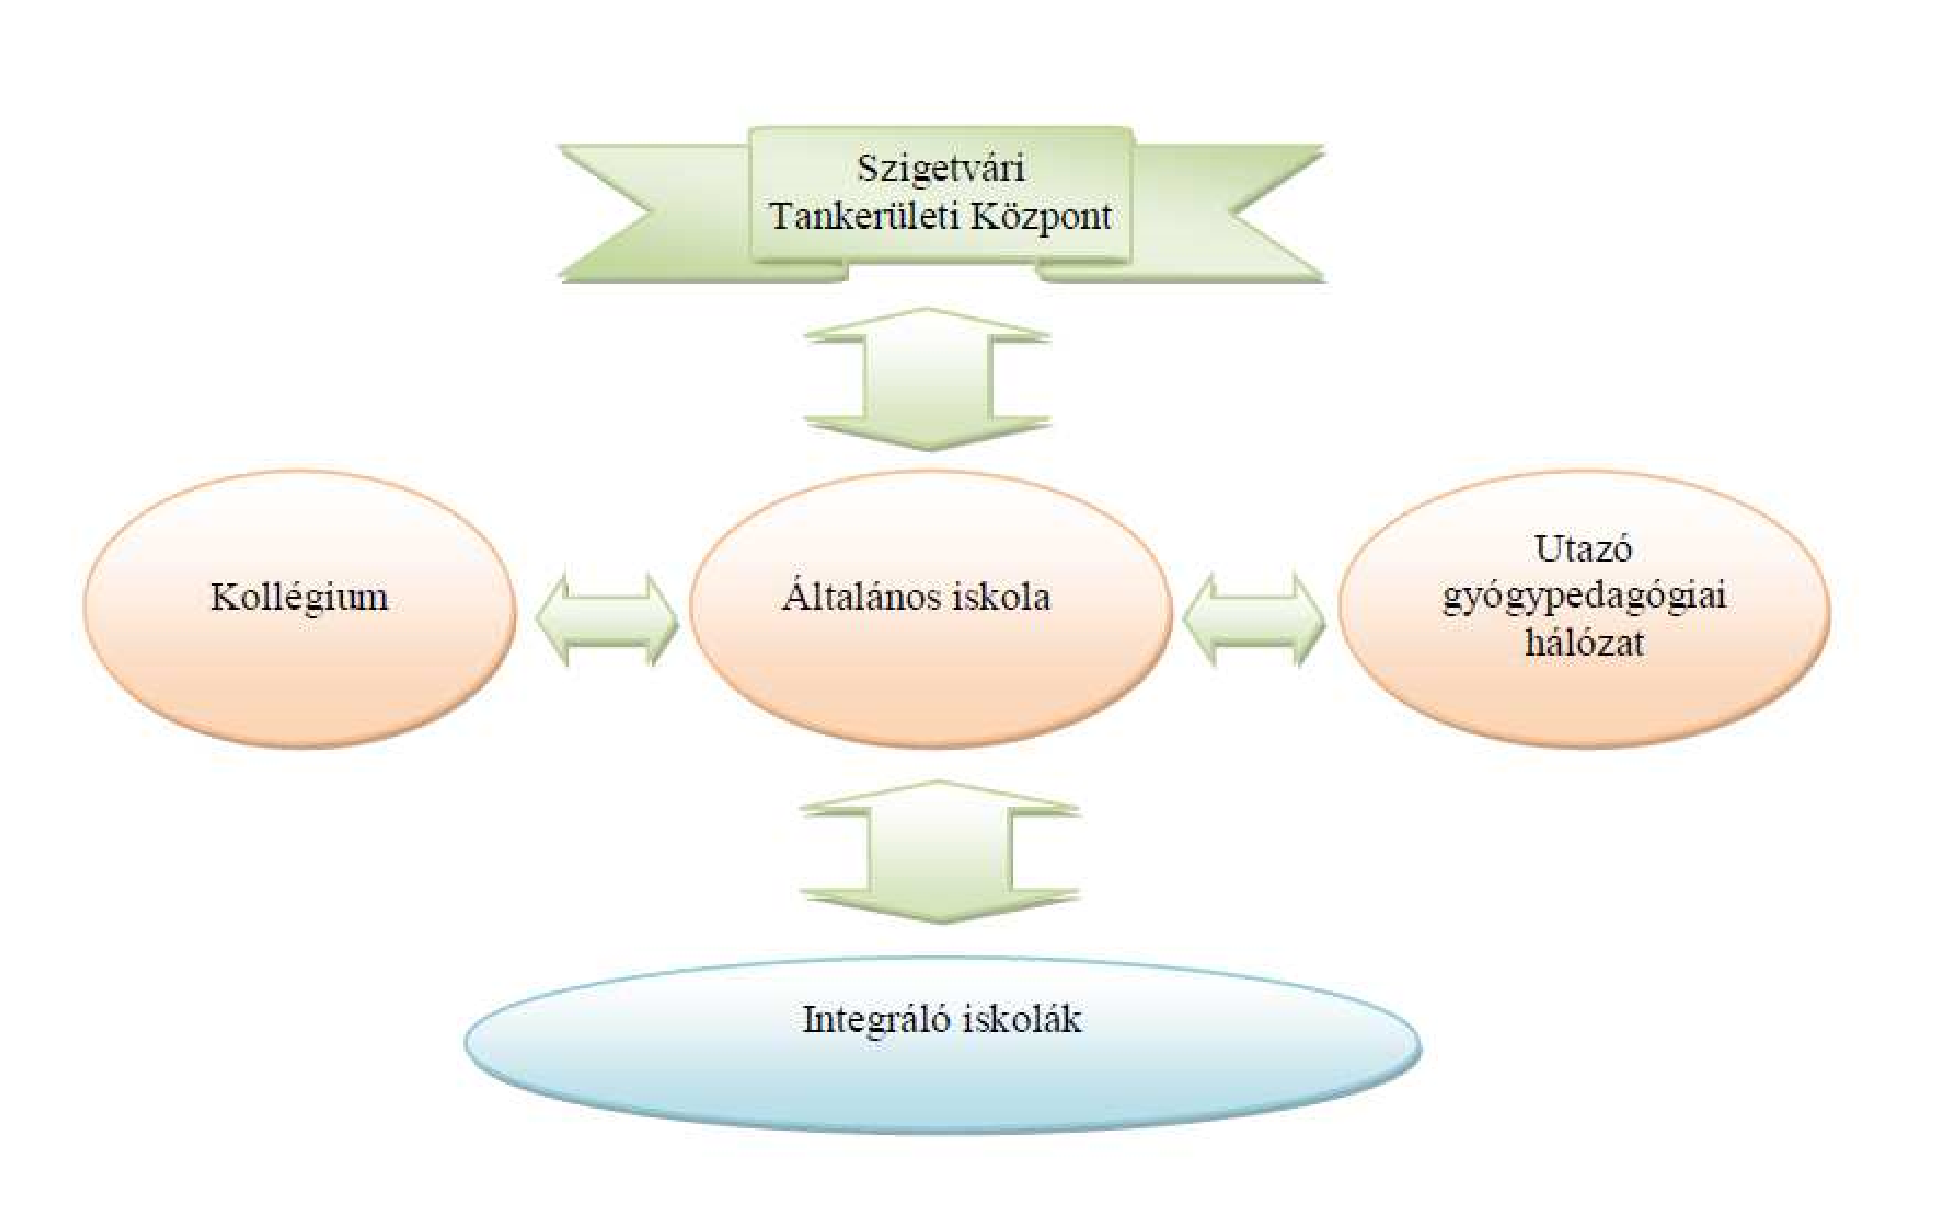 Szigetvári
Tankerületi Központ
Kollégium
Általános iskola
Utazó
gyógypedagógiai
hálózat
Integráló iskolák